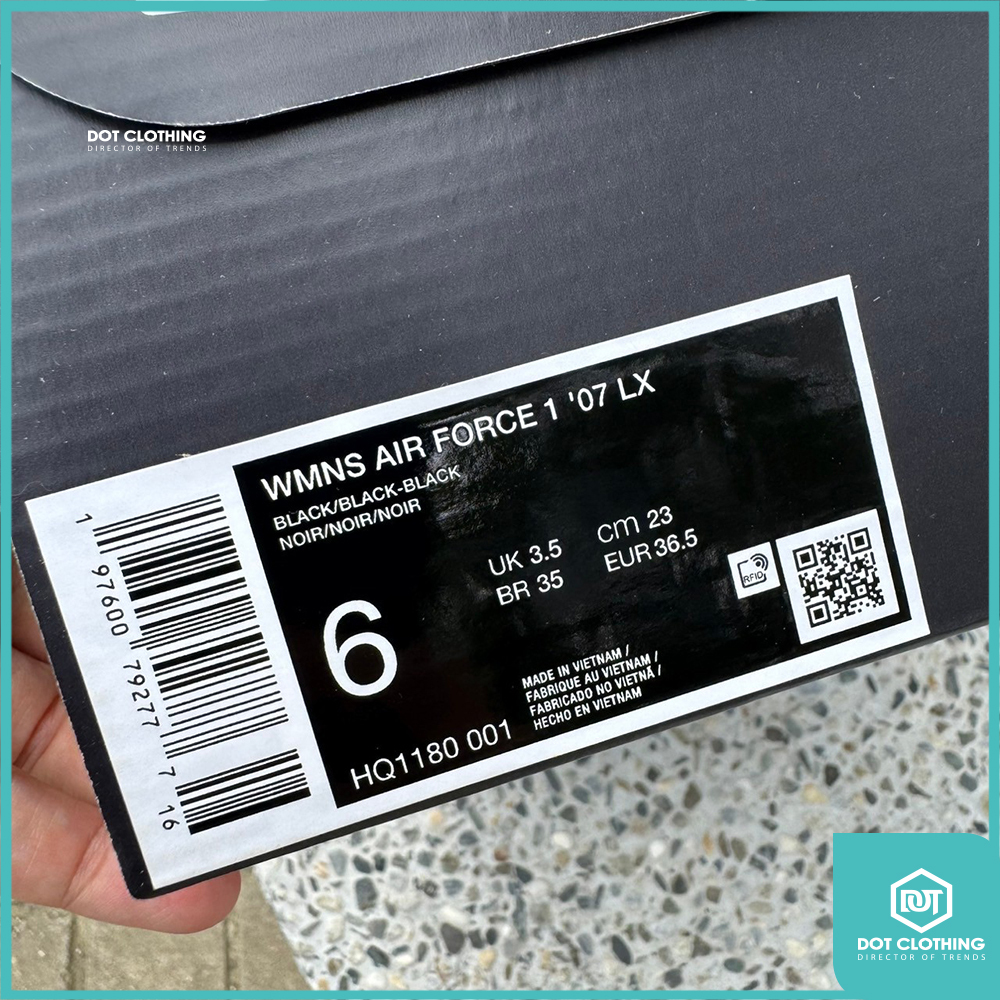 DOT CLOTHING
DIRECTOR OF TRENDS
WMNS AIR FORCE 1 '07 LX
BLACK/BLACK-BLACK
NOIR/NOIR/NOIR
UK 3.5 cm 23
BR 35 EUR 36.5
RFID
6
MADE IN VIETNAM /
FABRIQUE AU VIETNAM /
FABRICADO NO VIETNÃ /
HECHO EN VIETNAM
HQ1180 001
1 97600 79277 7 16
DOT
DOT CLOTHING
DIRECTOR OF TRENDS